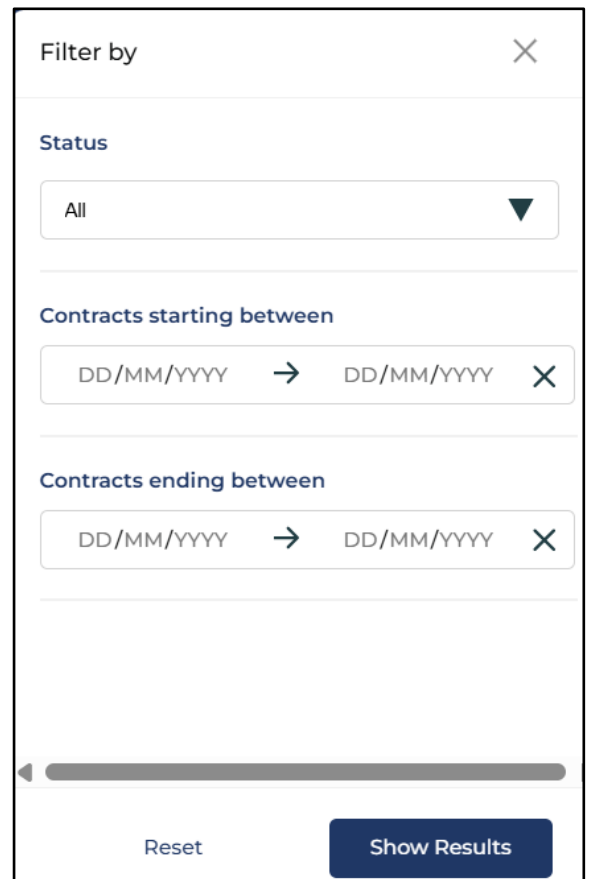 Filter by
Status
All
Contracts starting between
DD/MM/YYYY → DD/MM/YYYY
Contracts ending between
DD/MM/YYYY → DD/MM/YYYY
Reset Show Results